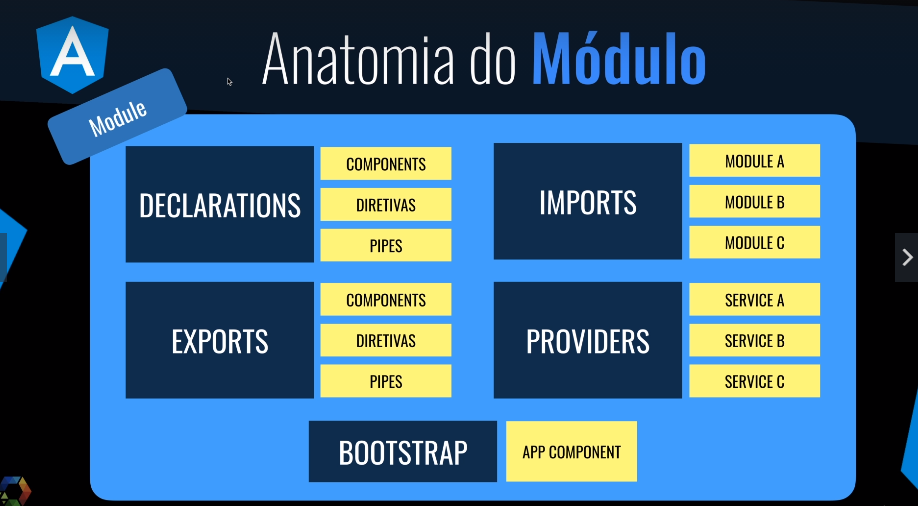 A
Anatomia do Módulo
Module
DECLARATIONS
COMPONENTS
DIRETIVAS
PIPES
IMPORTS
MODULE A
MODULE B
MODULE C
EXPORTS
COMPONENTS
DIRETIVAS
PIPES
PROVIDERS
SERVICE A
SERVICE B
SERVICE C
BOOTSTRAP
APP COMPONENT